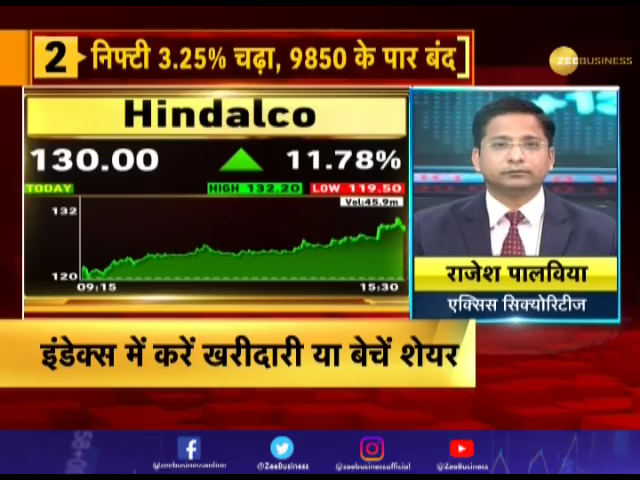 2 निफ्टी 3.25% चढ़ा, 9850 के पार बंद
ZEEBUSINESS
Hindalco
130.00 11.78%
TODAY HIGH 132.20 LOW 119.50
Vol:45.9m
132
120
09:15 15:30
राजेश पालविया
एक्सिस सिक्योरिटीज
इंडेक्स में करें खरीदारी या बेचें शेयर
@zeebusinessonline @ZeeBusiness @zeebusinessofficial @ZeeBusiness